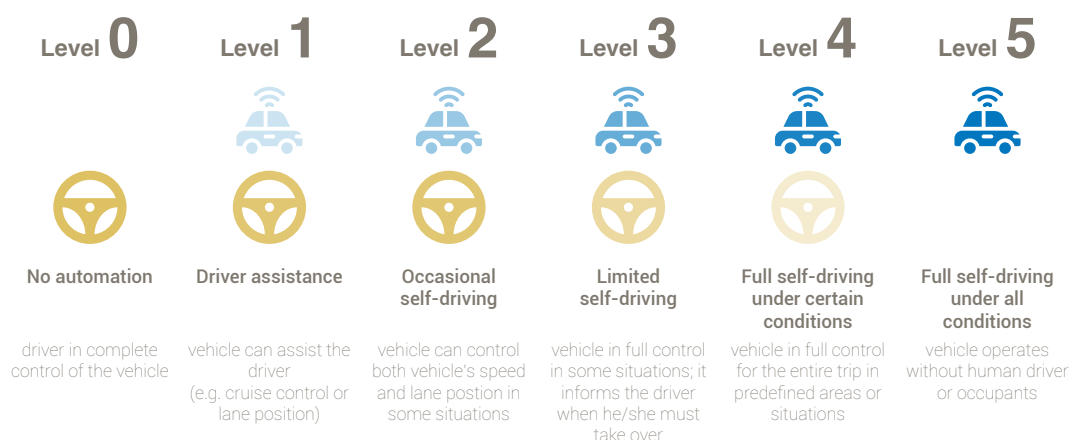 Level 0
Level 1
Level 2
Level 3
Level 4
Level 5
No automation
Driver assistance
Occasional
self-driving
Limited
self-driving
Full self-driving
under certain
conditions
Full self-driving
under all
conditions
driver in complete
control of the vehicle
vehicle can assist the
driver
(e.g. cruise control or
lane position)
vehicle can control
both vehicle's speed
and lane postion in
some situations
vehicle in full control
in some situations; it
informs the driver
when he/she must
take over
vehicle in full control
for the entire trip in
predefined areas or
situations
vehicle operates
without human driver
or occupants